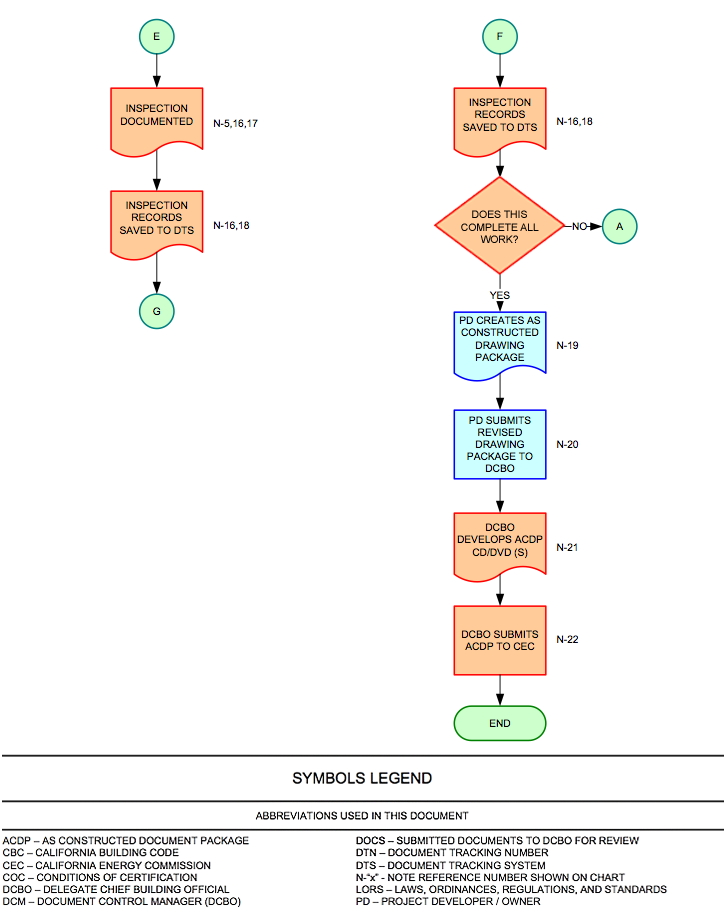 E
INSPECTION
DOCUMENTED
N-5,16,17
INSPECTION
RECORDS
SAVED TO DTS
N-16,18
G
F
INSPECTION
RECORDS
SAVED TO DTS
N-16,18
DOES THIS
COMPLETE ALL
WORK?
NO
A
YES
PD CREATES AS
CONSTRUCTED
DRAWING
PACKAGE
N-19
PD SUBMITS
REVISED
DRAWING
PACKAGE TO
DCBO
N-20
DCBO
DEVELOPS ACDP
CD/DVD (S)
N-21
DCBO SUBMITS
ACDP TO CEC
N-22
END
SYMBOLS LEGEND
ABBREVIATIONS USED IN THIS DOCUMENT
ACDP – AS CONSTRUCTED DOCUMENT PACKAGE
CBC – CALIFORNIA BUILDING CODE
CEC – CALIFORNIA ENERGY COMMISSION
COC – CONDITIONS OF CERTIFICATION
DCBO – DELEGATE CHIEF BUILDING OFFICIAL
DCM – DOCUMENT CONTROL MANAGER (DCBO)
DOCS – SUBMITTED DOCUMENTS TO DCBO FOR REVIEW
DTN – DOCUMENT TRACKING NUMBER
DTS – DOCUMENT TRACKING SYSTEM
N-“x” - NOTE REFERENCE NUMBER SHOWN ON CHART
LORS – LAWS, ORDINANCES, REGULATIONS, AND STANDARDS
PD – PROJECT DEVELOPER / OWNER